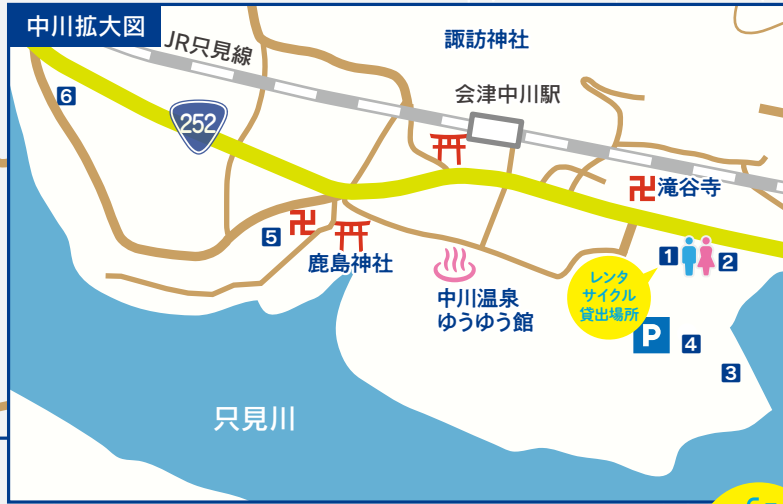 中川拡大図
JR只見線
諏訪神社
会津中川駅
6
252
卍滝谷寺
5
卍
鹿島神社
中川温泉
ゆうゆう館
1
2
レンタ
サイクル
貸出場所
P
4
3
只見川